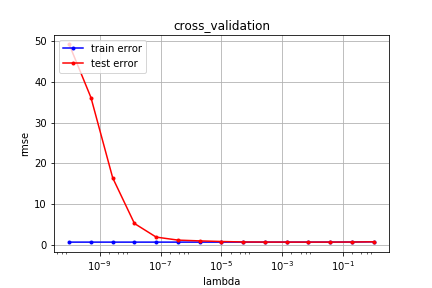 cross_validation
train error
test error
50
40
30
20
10
0
rmse
10⁻⁹
10⁻⁷
10⁻⁵
10⁻³
10⁻¹
lambda